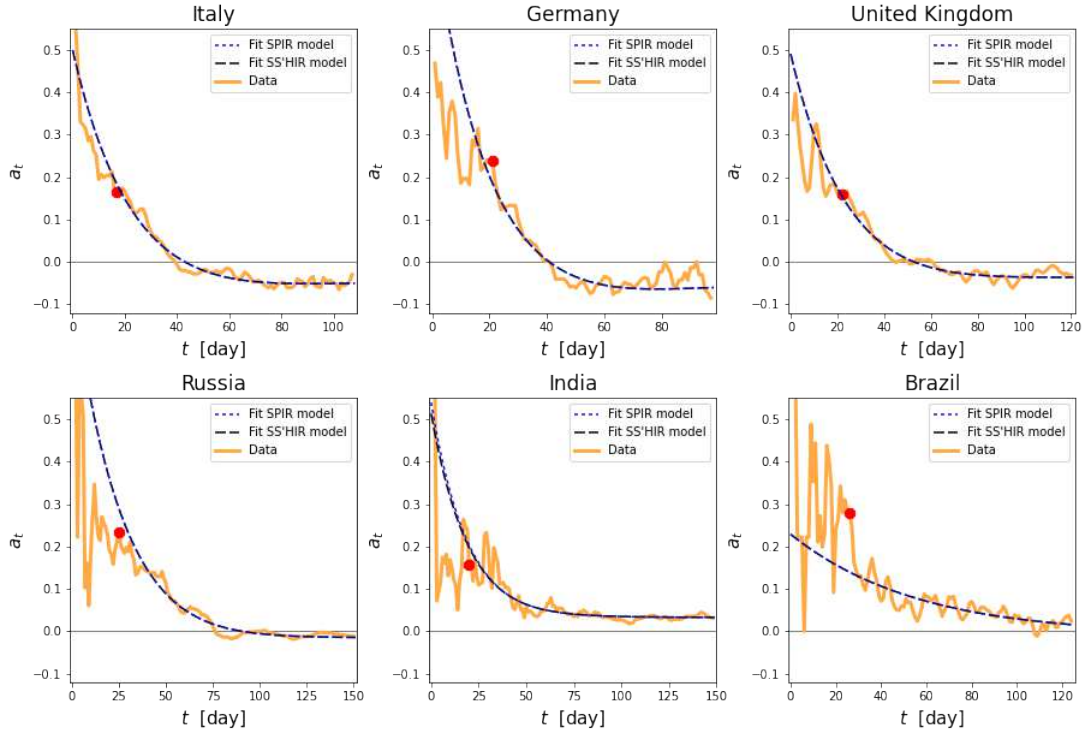 Italy
0.5
0.4
0.3
0.2
0.1
0.0
−0.1
a_t
0 20 40 60 80 100
t [day]
Fit SPIR model
Fit SS'HIR model
Data
Germany
0.5
0.4
0.3
0.2
0.1
0.0
−0.1
a_t
0 20 40 60 80
t [day]
Fit SPIR model
Fit SS'HIR model
Data
United Kingdom
0.5
0.4
0.3
0.2
0.1
0.0
−0.1
a_t
0 20 40 60 80 100 120
t [day]
Fit SPIR model
Fit SS'HIR model
Data
Russia
0.5
0.4
0.3
0.2
0.1
0.0
−0.1
a_t
0 25 50 75 100 125 150
t [day]
Fit SPIR model
Fit SS'HIR model
Data
India
0.5
0.4
0.3
0.2
0.1
0.0
−0.1
a_t
0 25 50 75 100 125 150
t [day]
Fit SPIR model
Fit SS'HIR model
Data
Brazil
0.5
0.4
0.3
0.2
0.1
0.0
−0.1
a_t
0 20 40 60 80 100 120
t [day]
Fit SPIR model
Fit SS'HIR model
Data